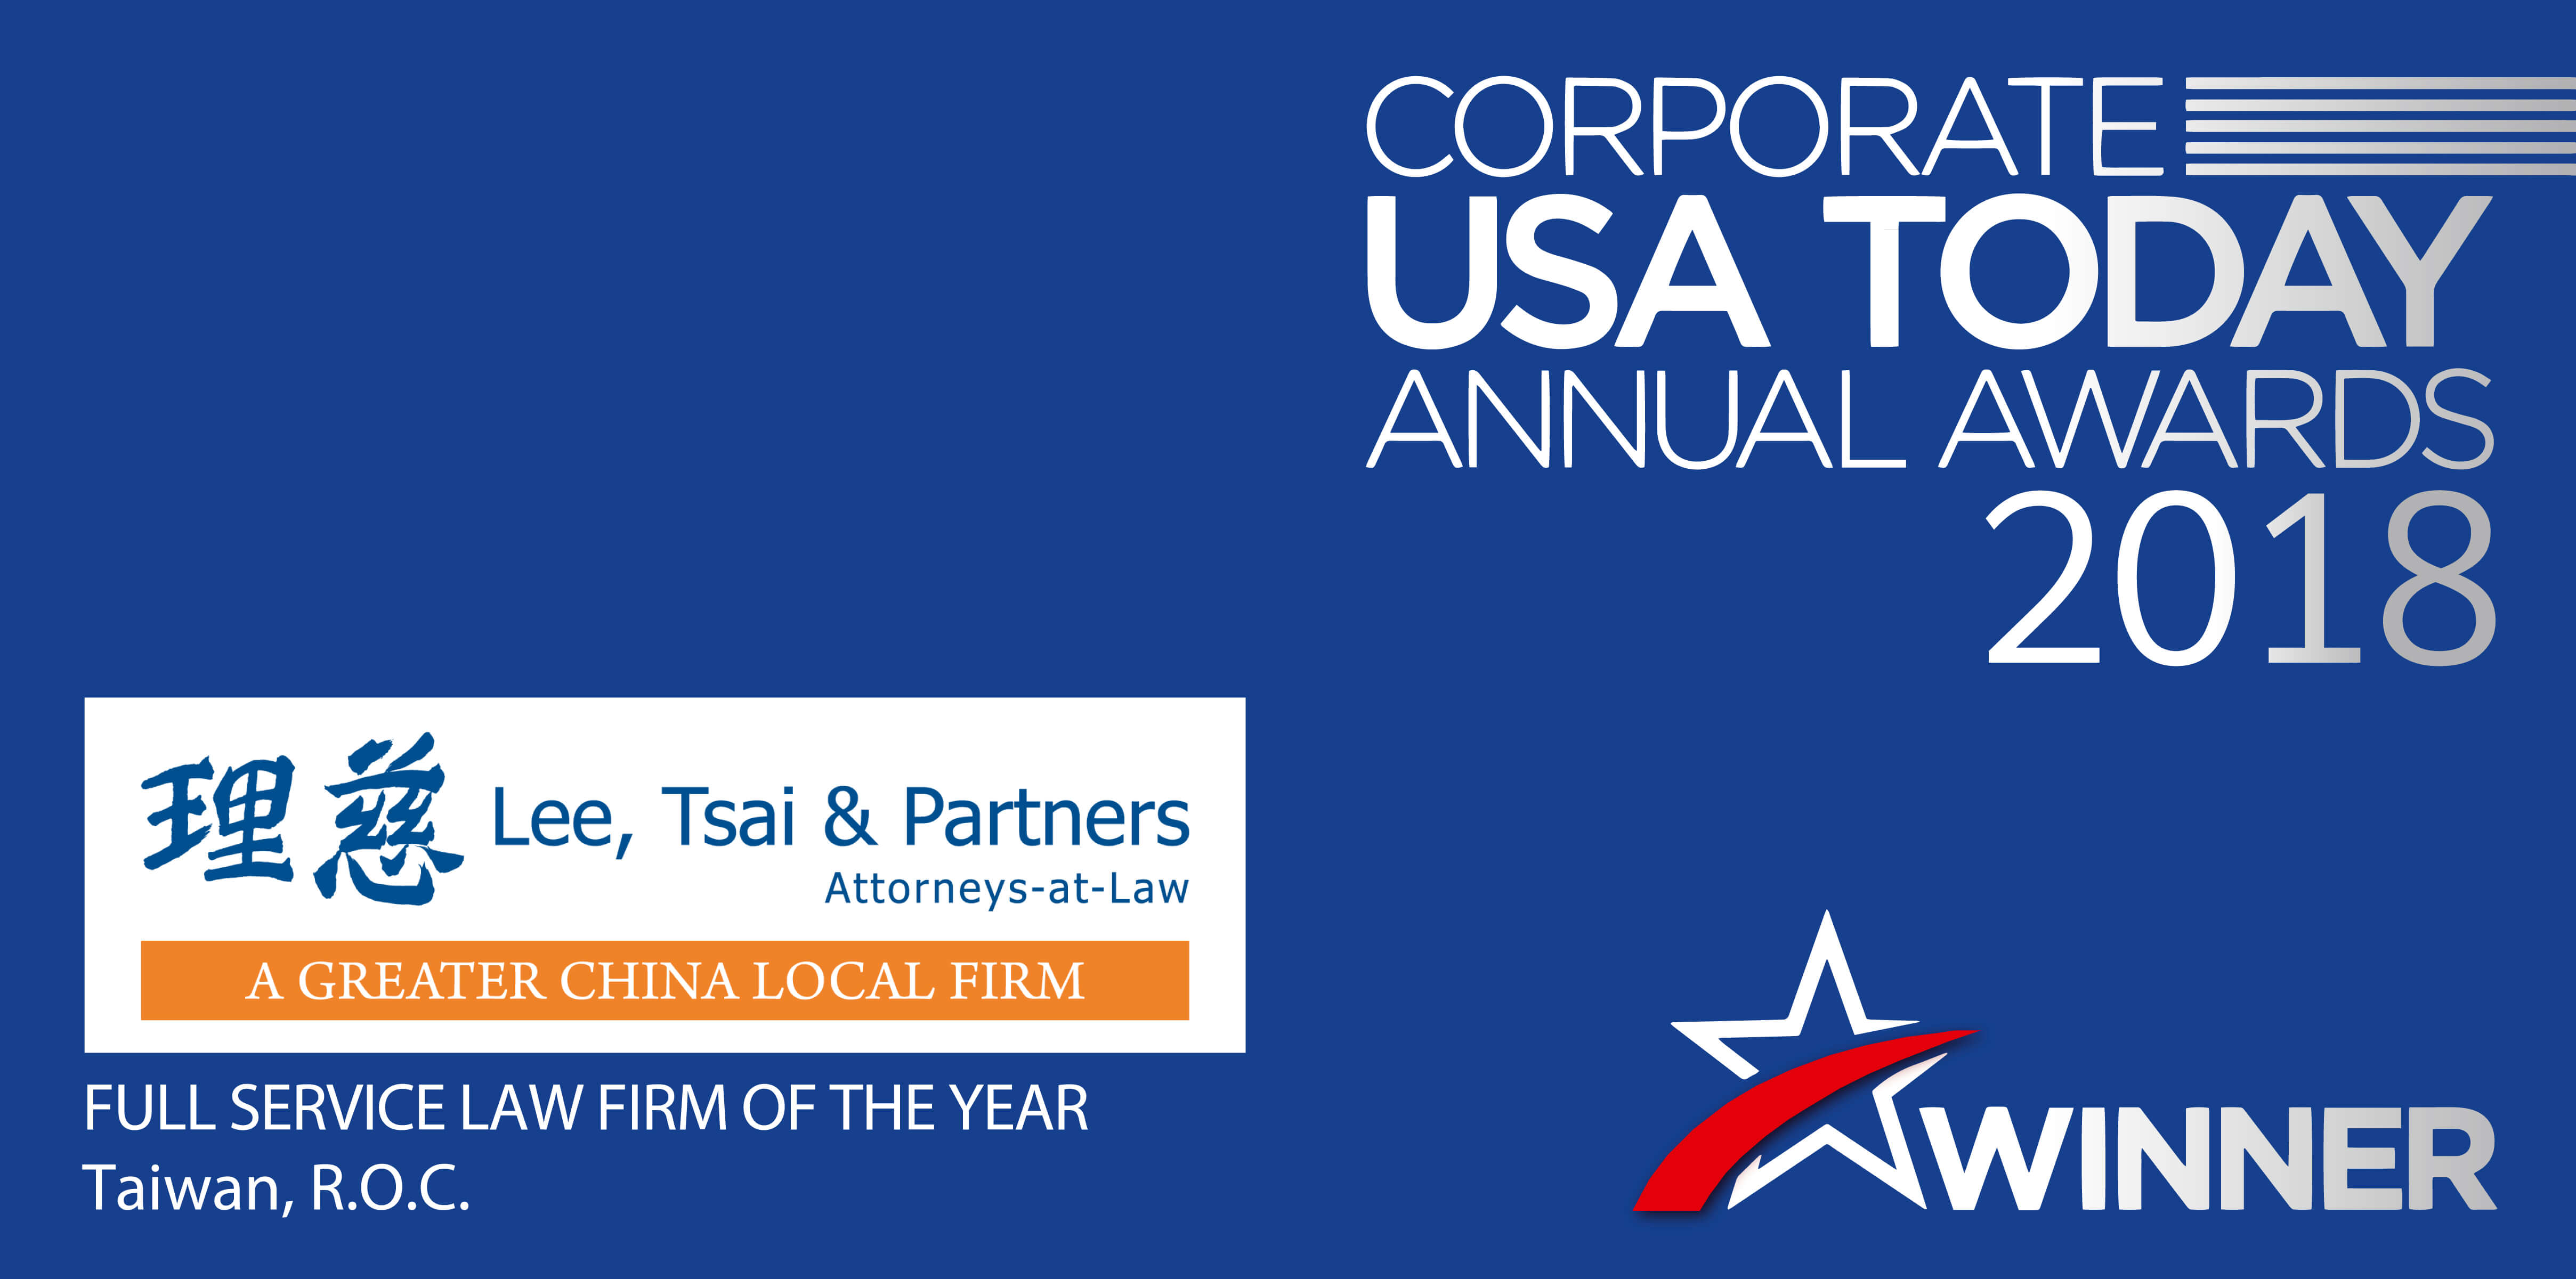 CORPORATE
USA TODAY
ANNUAL AWARDS
2018
理慈 Lee, Tsai & Partners
Attorneys-at-Law
A GREATER CHINA LOCAL FIRM
FULL SERVICE LAW FIRM OF THE YEAR
Taiwan, R.O.C.
WINNER